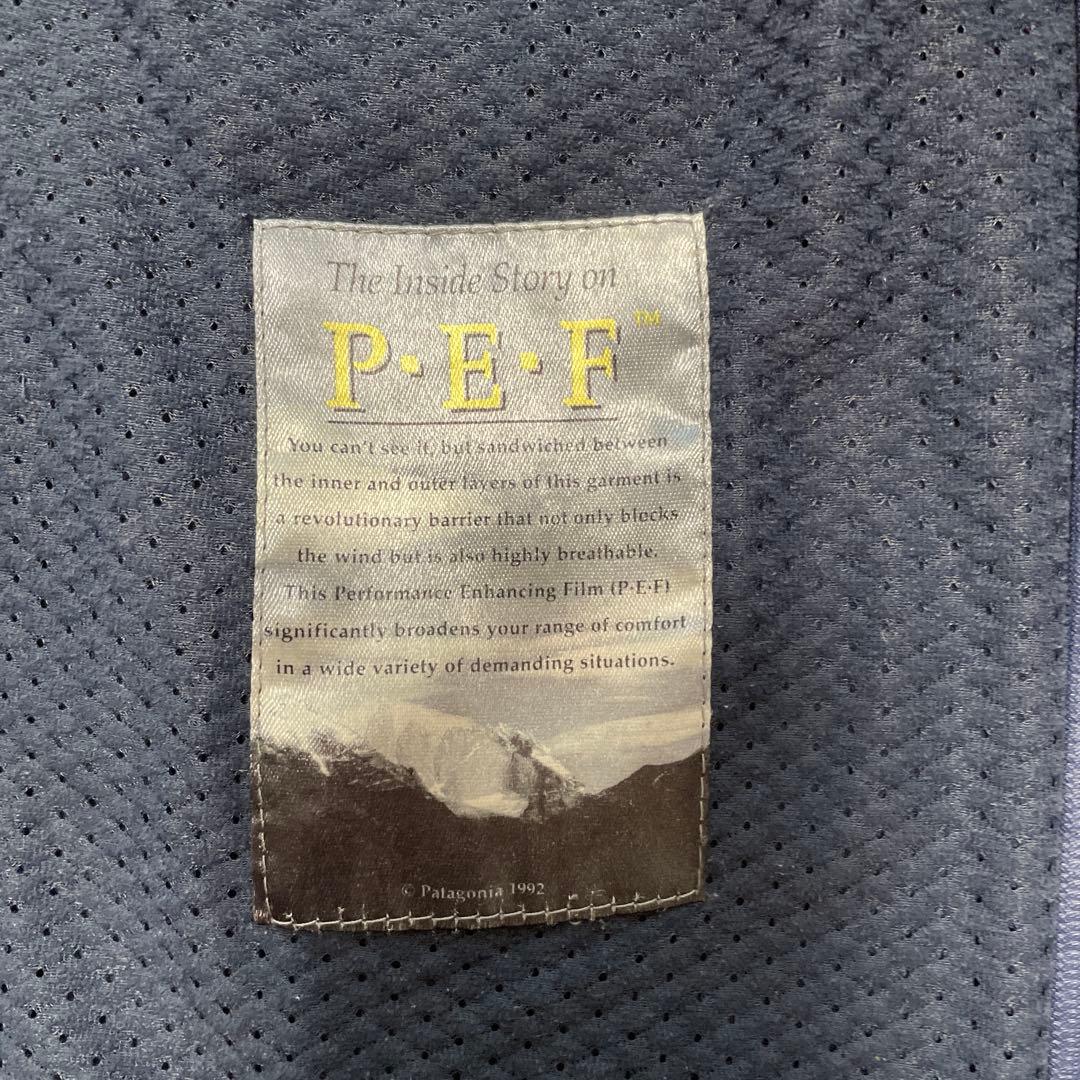 The Inside Story on
P·E·F™
You can't see it, but sandwiched between
the inner and outer layers of this garment is
a revolutionary barrier that not only blocks
the wind but is also highly breathable.
This Performance Enhancing Film (P·E·F)
significantly broadens your range of comfort
in a wide variety of demanding situations.
© Patagonia 1992